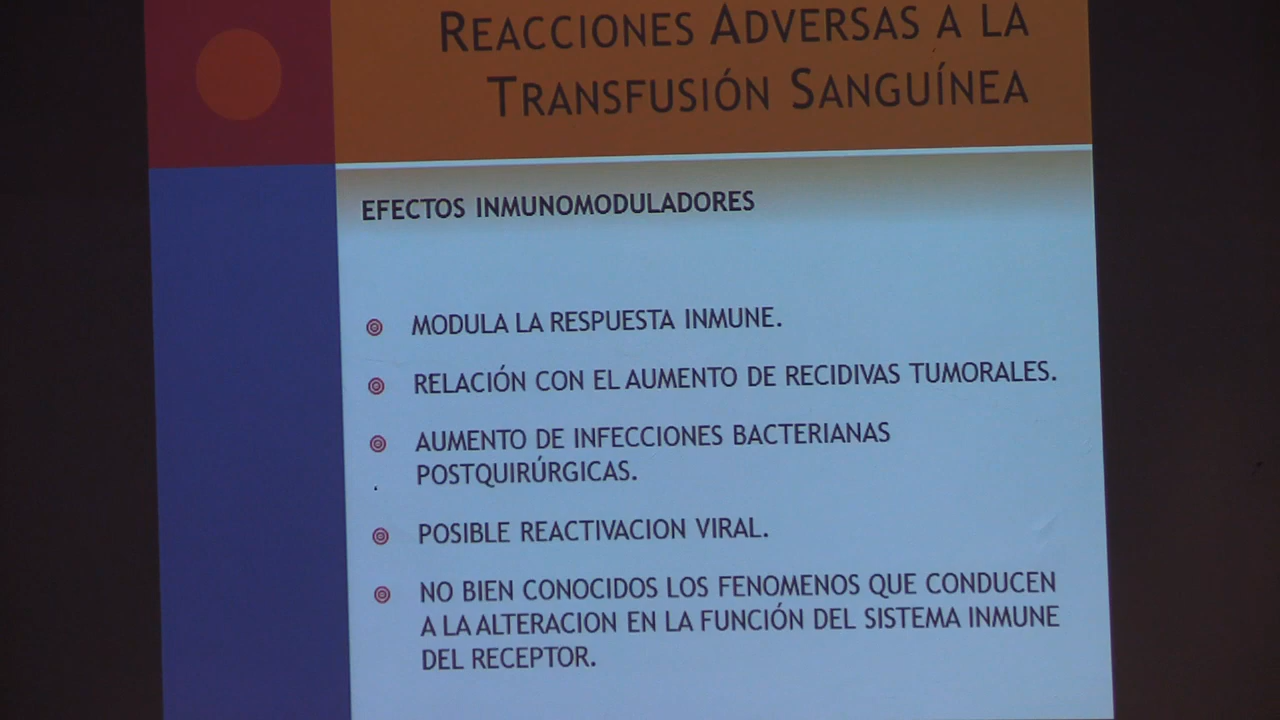 REACCIONES ADVERSAS A LA
TRANSFUSIÓN SANGUÍNEA
EFECTOS INMUNOMODULADORES
MODULA LA RESPUESTA INMUNE.
RELACIÓN CON EL AUMENTO DE RECIDIVAS TUMORALES.
AUMENTO DE INFECCIONES BACTERIANAS
POSTQUIRÚRGICAS.
POSIBLE REACTIVACION VIRAL.
NO BIEN CONOCIDOS LOS FENOMENOS QUE CONDUCEN
A LA ALTERACION EN LA FUNCIÓN DEL SISTEMA INMUNE
DEL RECEPTOR.